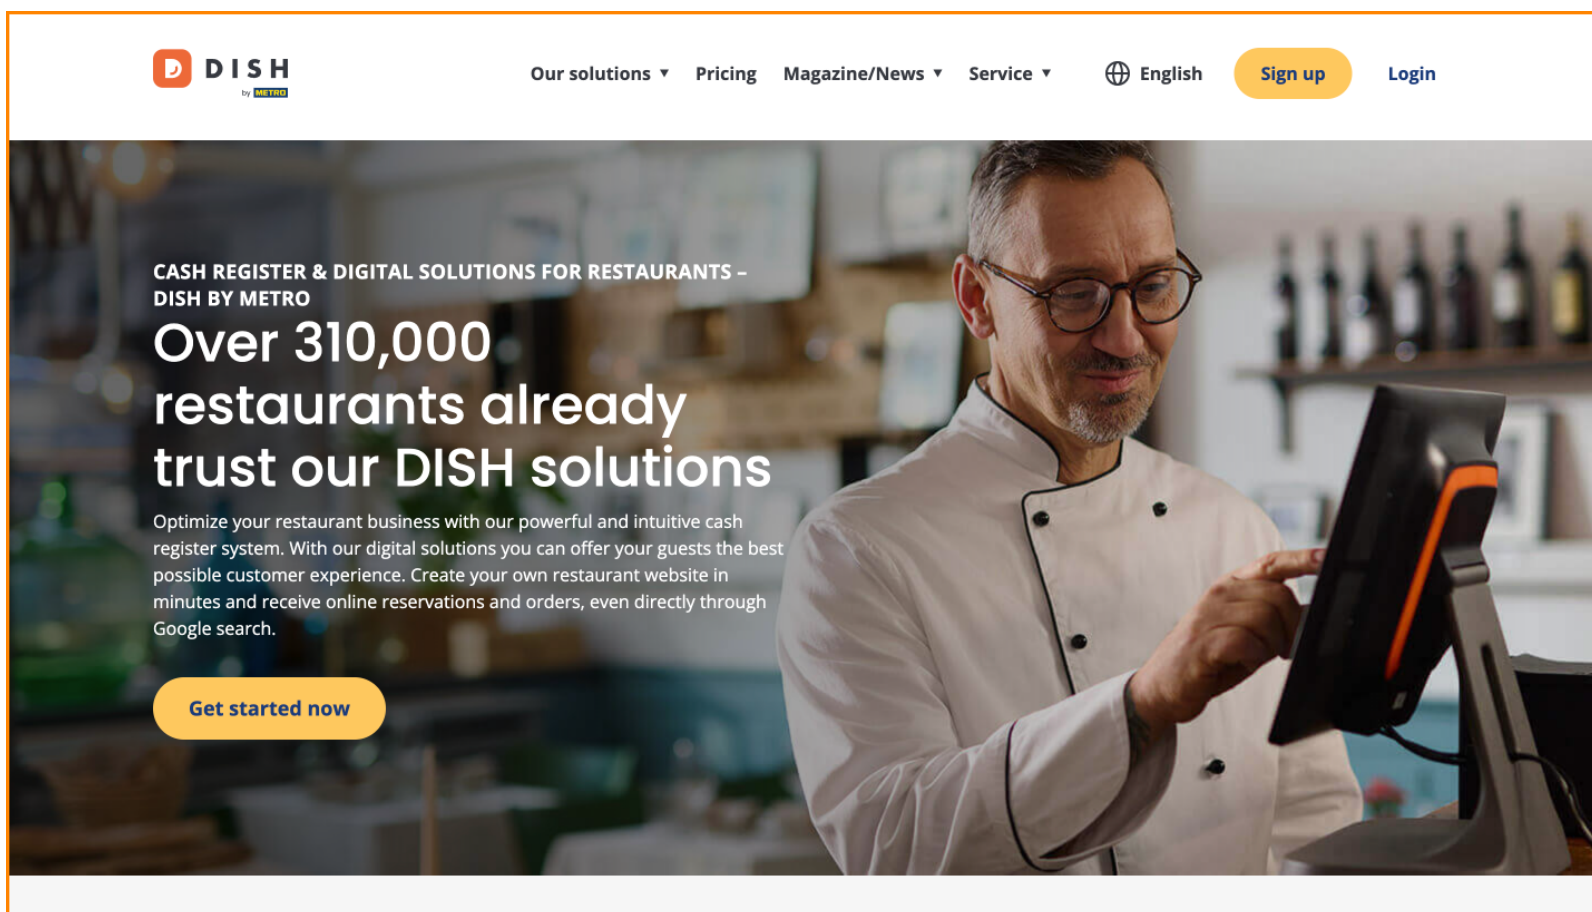 DISH
by METRO
Our solutions ▼ Pricing Magazine/News ▼ Service ▼ English Sign up Login
CASH REGISTER & DIGITAL SOLUTIONS FOR RESTAURANTS –
DISH BY METRO
Over 310,000
restaurants already
trust our DISH solutions
Optimize your restaurant business with our powerful and intuitive cash
register system. With our digital solutions you can offer your guests the best
possible customer experience. Create your own restaurant website in
minutes and receive online reservations and orders, even directly through
Google search.
Get started now